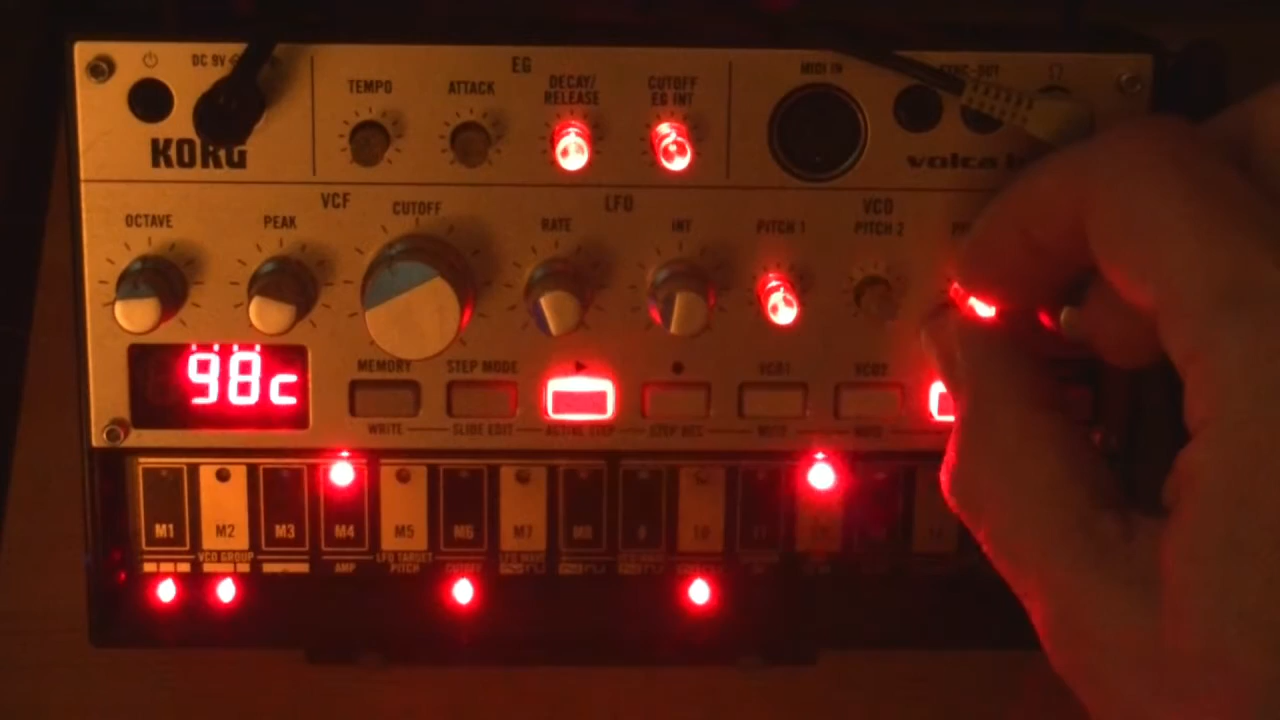 EG
DC 9V
TEMPO
ATTACK
DECAY/
RELEASE
CUTOFF
EG INT
MIDI IN
KORG
volca
VCF
LFO
VCO
OCTAVE
PEAK
CUTOFF
RATE
INT
PITCH 1
PITCH 2
98c
MEMORY
STEP MODE
VCO1
VCO2
WRITE
SLIDE EDIT
ACTIVE STEP
STEP REC
M1
M2
M3
M4
M5
M6
M7
M8
9
10
11
VCO GROUP
AMP
LFO TARGET
PITCH
CUTOFF